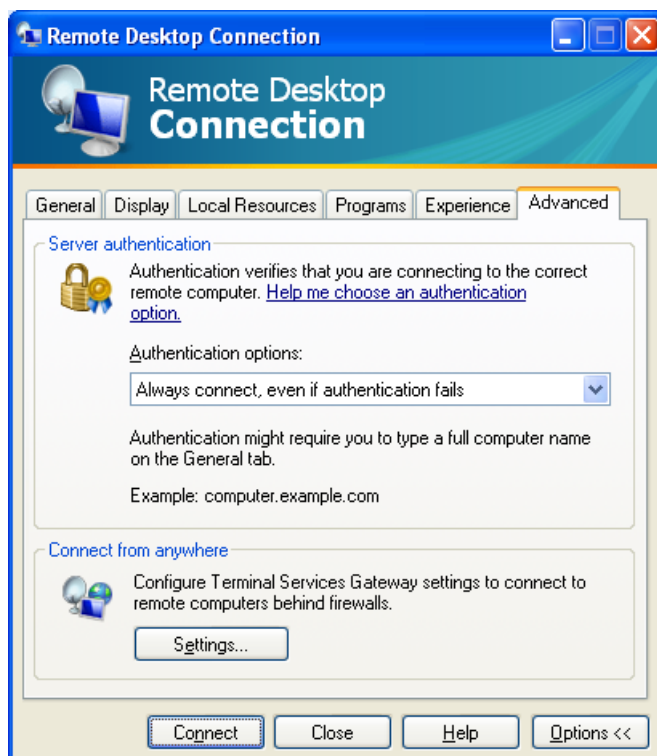 Remote Desktop Connection
Remote Desktop
Connection
General Display Local Resources Programs Experience Advanced
Server authentication
Authentication verifies that you are connecting to the correct
remote computer. Help me choose an authentication
option.
Authentication options:
Always connect, even if authentication fails
Authentication might require you to type a full computer name
on the General tab.
Example: computer.example.com
Connect from anywhere
Configure Terminal Services Gateway settings to connect to
remote computers behind firewalls.
Settings...
Connect Close Help Options <<